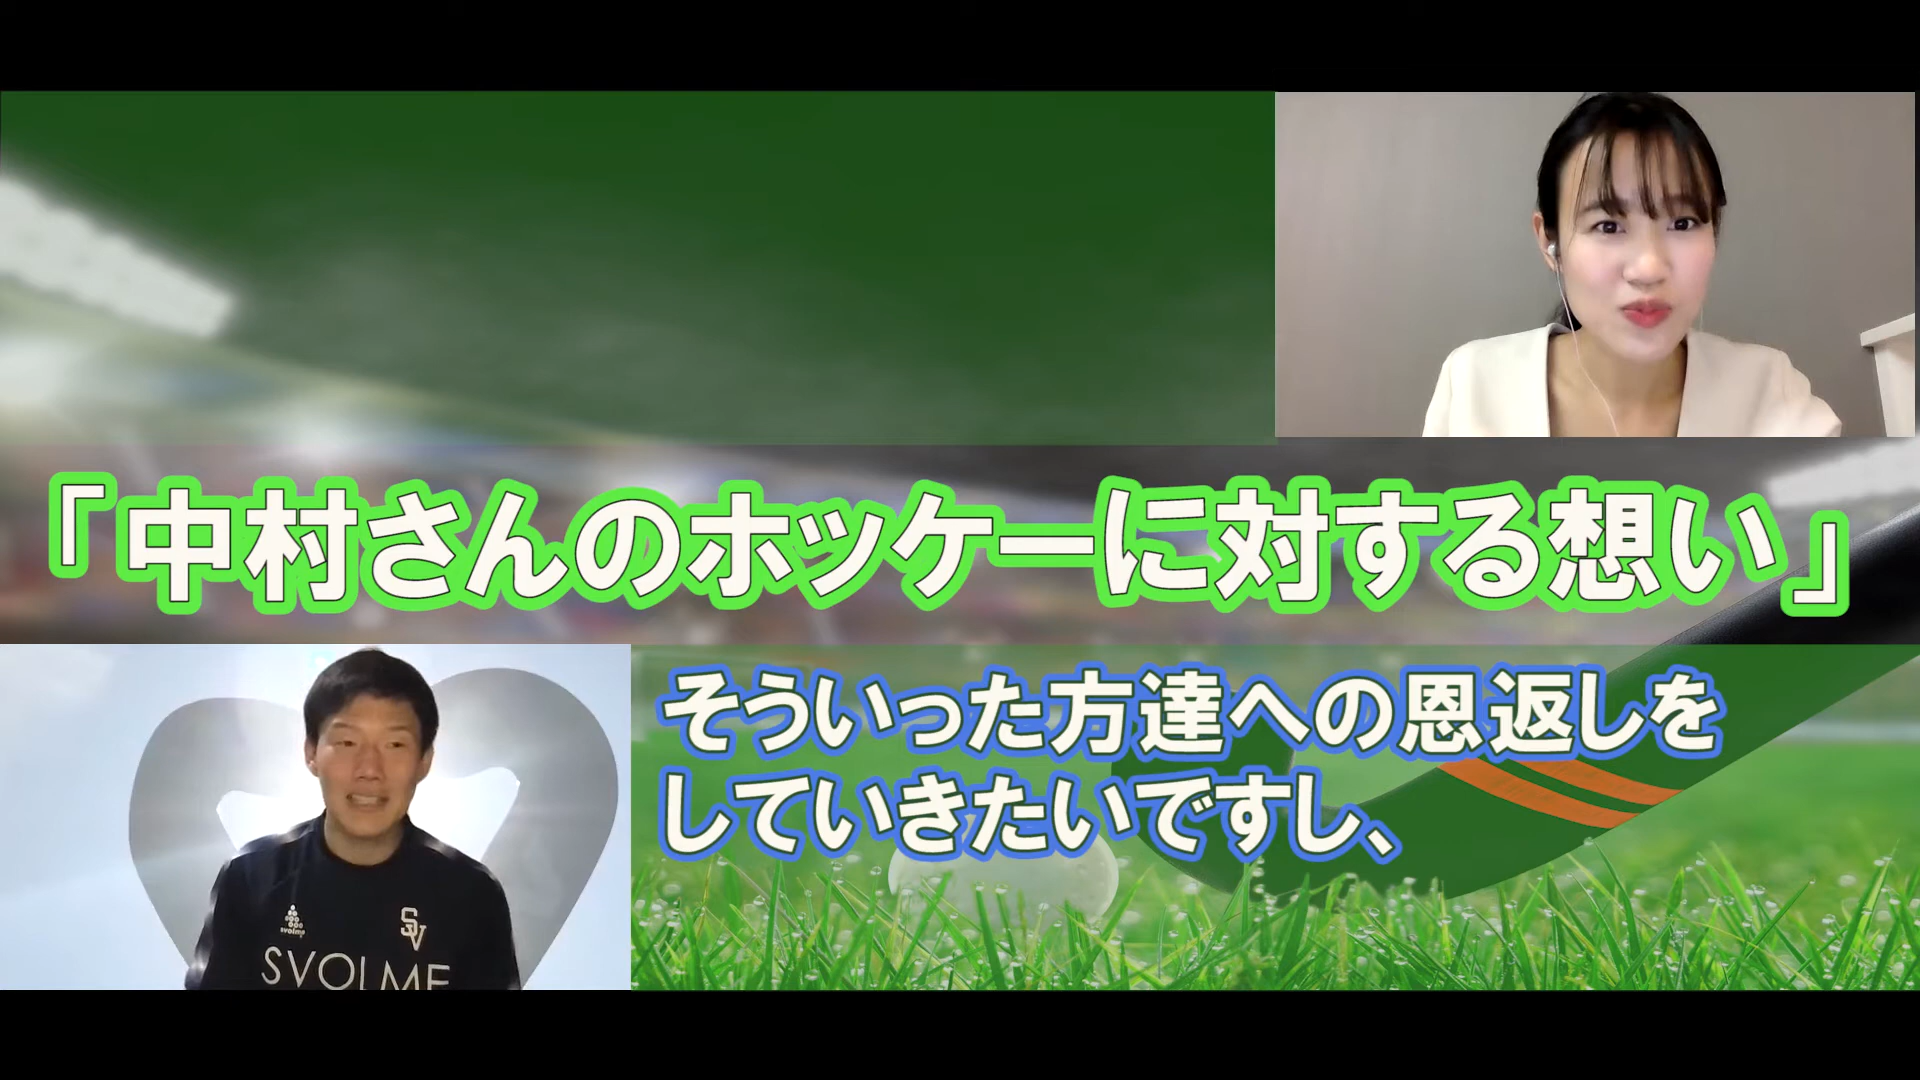 「中村さんのホッケーに対する想い」
そういった方達への恩返しを
していきたいですし、
svolme
SV
SVOLME